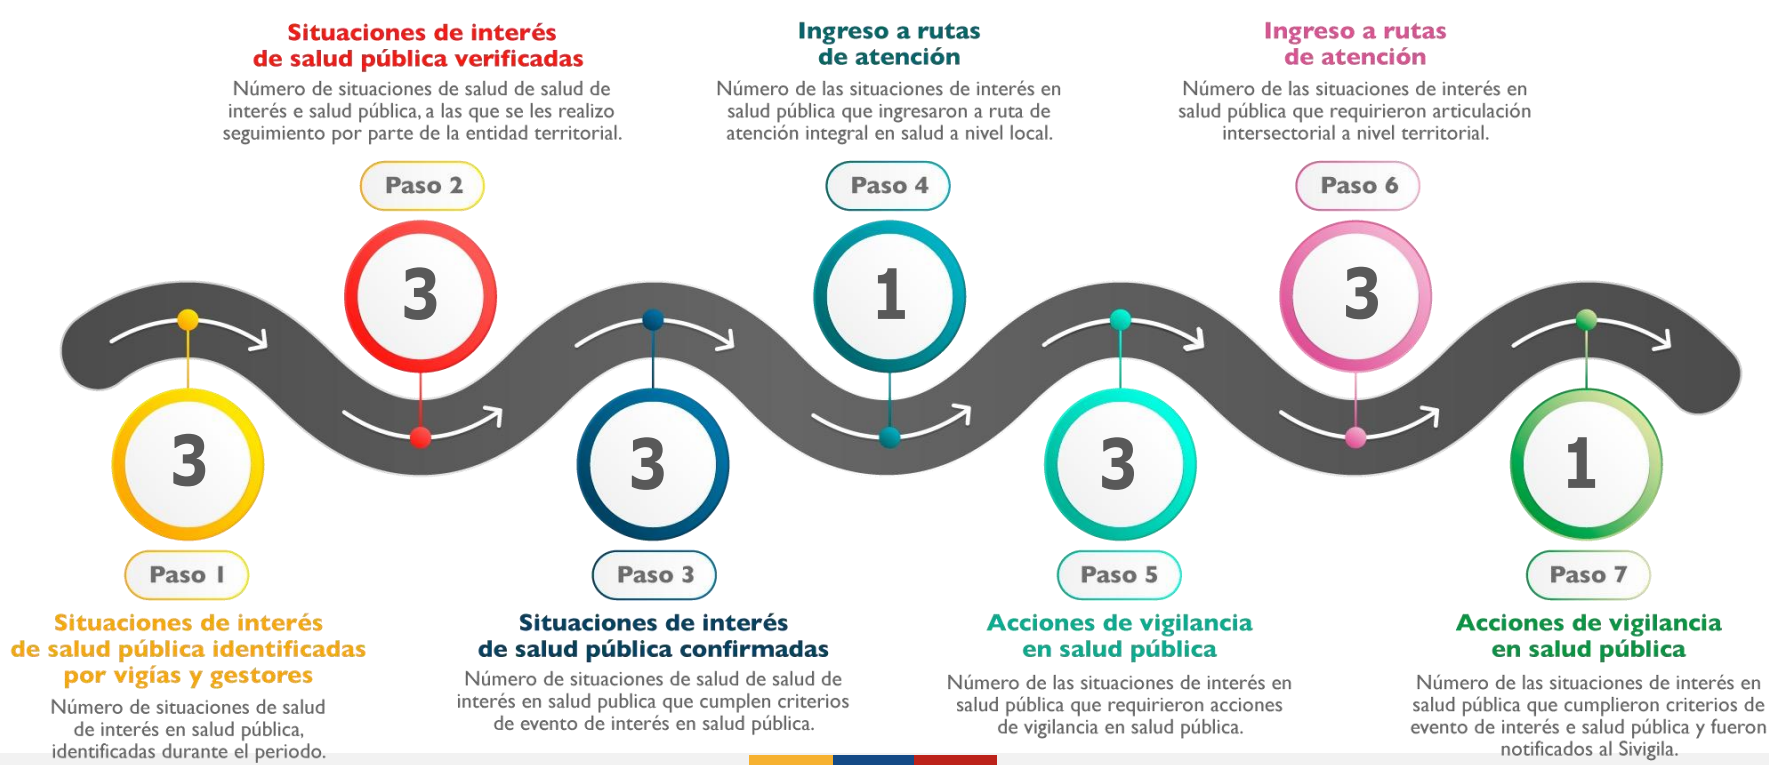 Situaciones de interés
de salud pública verificadas
Número de situaciones de salud de salud de
interés e salud pública, a las que se les realizo
seguimiento por parte de la entidad territorial.
Paso 2
3
Ingreso a rutas
de atención
Número de las situaciones de interés en
salud pública que ingresaron a ruta de
atención integral en salud a nivel local.
Paso 4
1
Ingreso a rutas
de atención
Número de las situaciones de interés en
salud pública que requirieron articulación
intersectorial a nivel territorial.
Paso 6
3
3
Paso 1
Situaciones de interés
de salud pública identificadas
por vigías y gestores
Número de situaciones de salud
de interés en salud pública,
identificadas durante el periodo.
3
Paso 3
Situaciones de interés
de salud pública confirmadas
Número de situaciones de salud de salud de
interés en salud publica que cumplen criterios
de evento de interés en salud pública.
3
Paso 5
Acciones de vigilancia
en salud pública
Número de las situaciones de interés en
salud pública que requirieron acciones
de vigilancia en salud pública.
1
Paso 7
Acciones de vigilancia
en salud pública
Número de las situaciones de interés en
salud pública que cumplieron criterios de
evento de interés e salud pública y fueron
notificados al Sivigila.